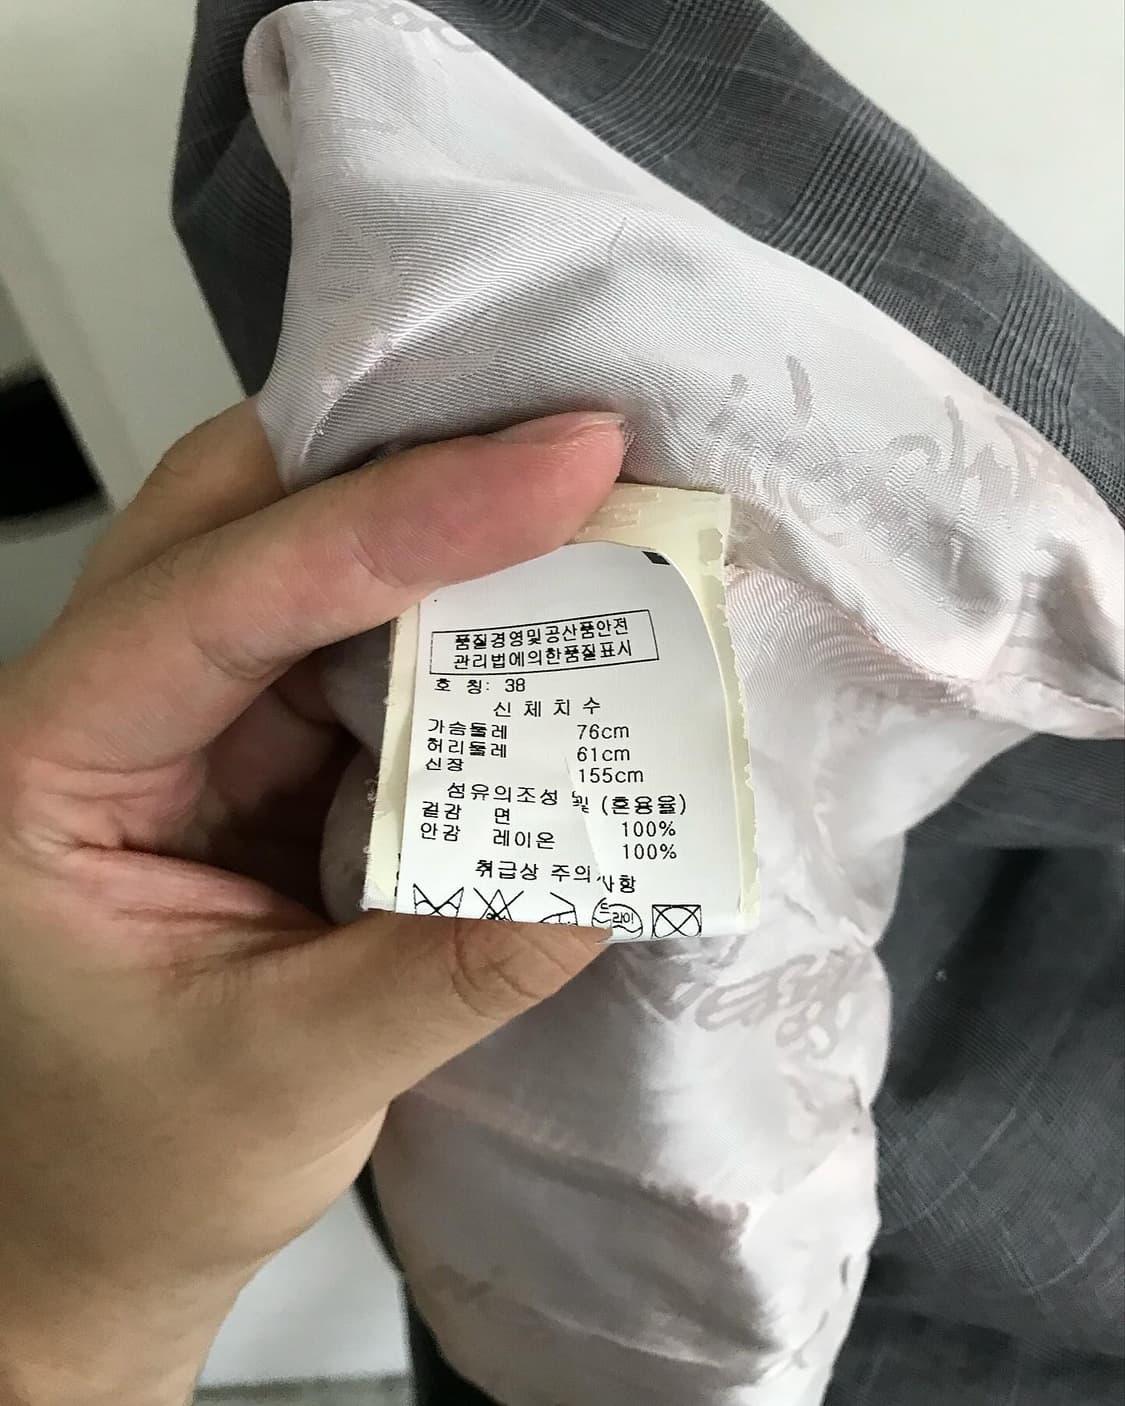 품질경영및공산품안전
관리법에의한품질표시
호 칭: 38
신 체 치 수
가슴둘레 76cm
허리둘레 61cm
신장 155cm
섬유의조성 및 (혼용율)
겉감 면 100%
안감 레이온 100%
취급상 주의사항
드라이